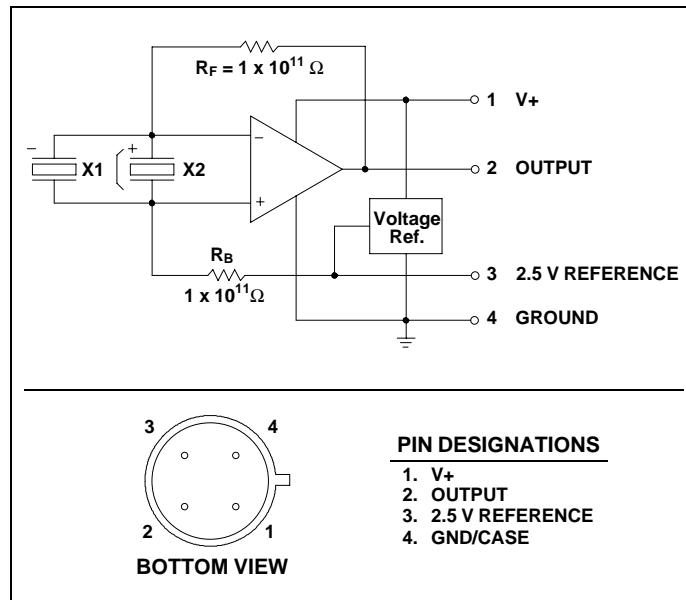 R_F = 1 x 10^11 Ω
1 V+
- X1 + X2
-
+
2 OUTPUT
Voltage
Ref.
R_B
1 x 10^11Ω
3 2.5 V REFERENCE
4 GROUND
3 4
2 1
BOTTOM VIEW
PIN DESIGNATIONS
1. V+
2. OUTPUT
3. 2.5 V REFERENCE
4. GND/CASE